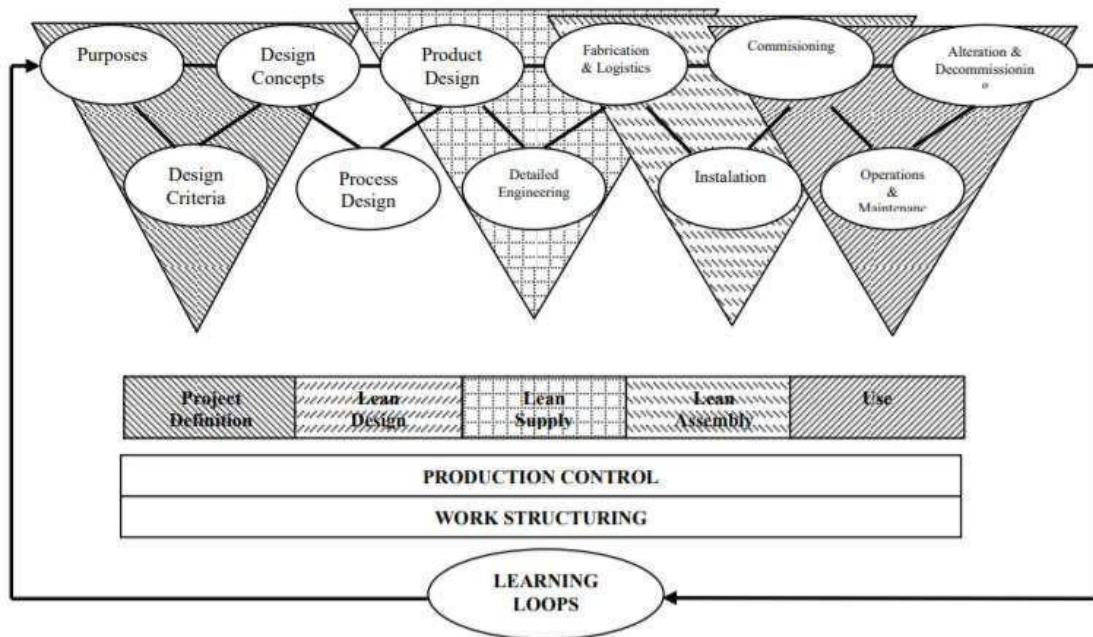 Purposes
Design
Concepts
Product
Design
Fabrication
& Logistics
Commisioning
Alteration &
Decommissionin
Design
Criteria
Process
Design
Detailed
Engineering
Instalation
Operations
&
Maintenanc
Project
Definition
Lean
Design
Lean
Supply
Lean
Assembly
Use
PRODUCTION CONTROL
WORK STRUCTURING
LEARNING
LOOPS